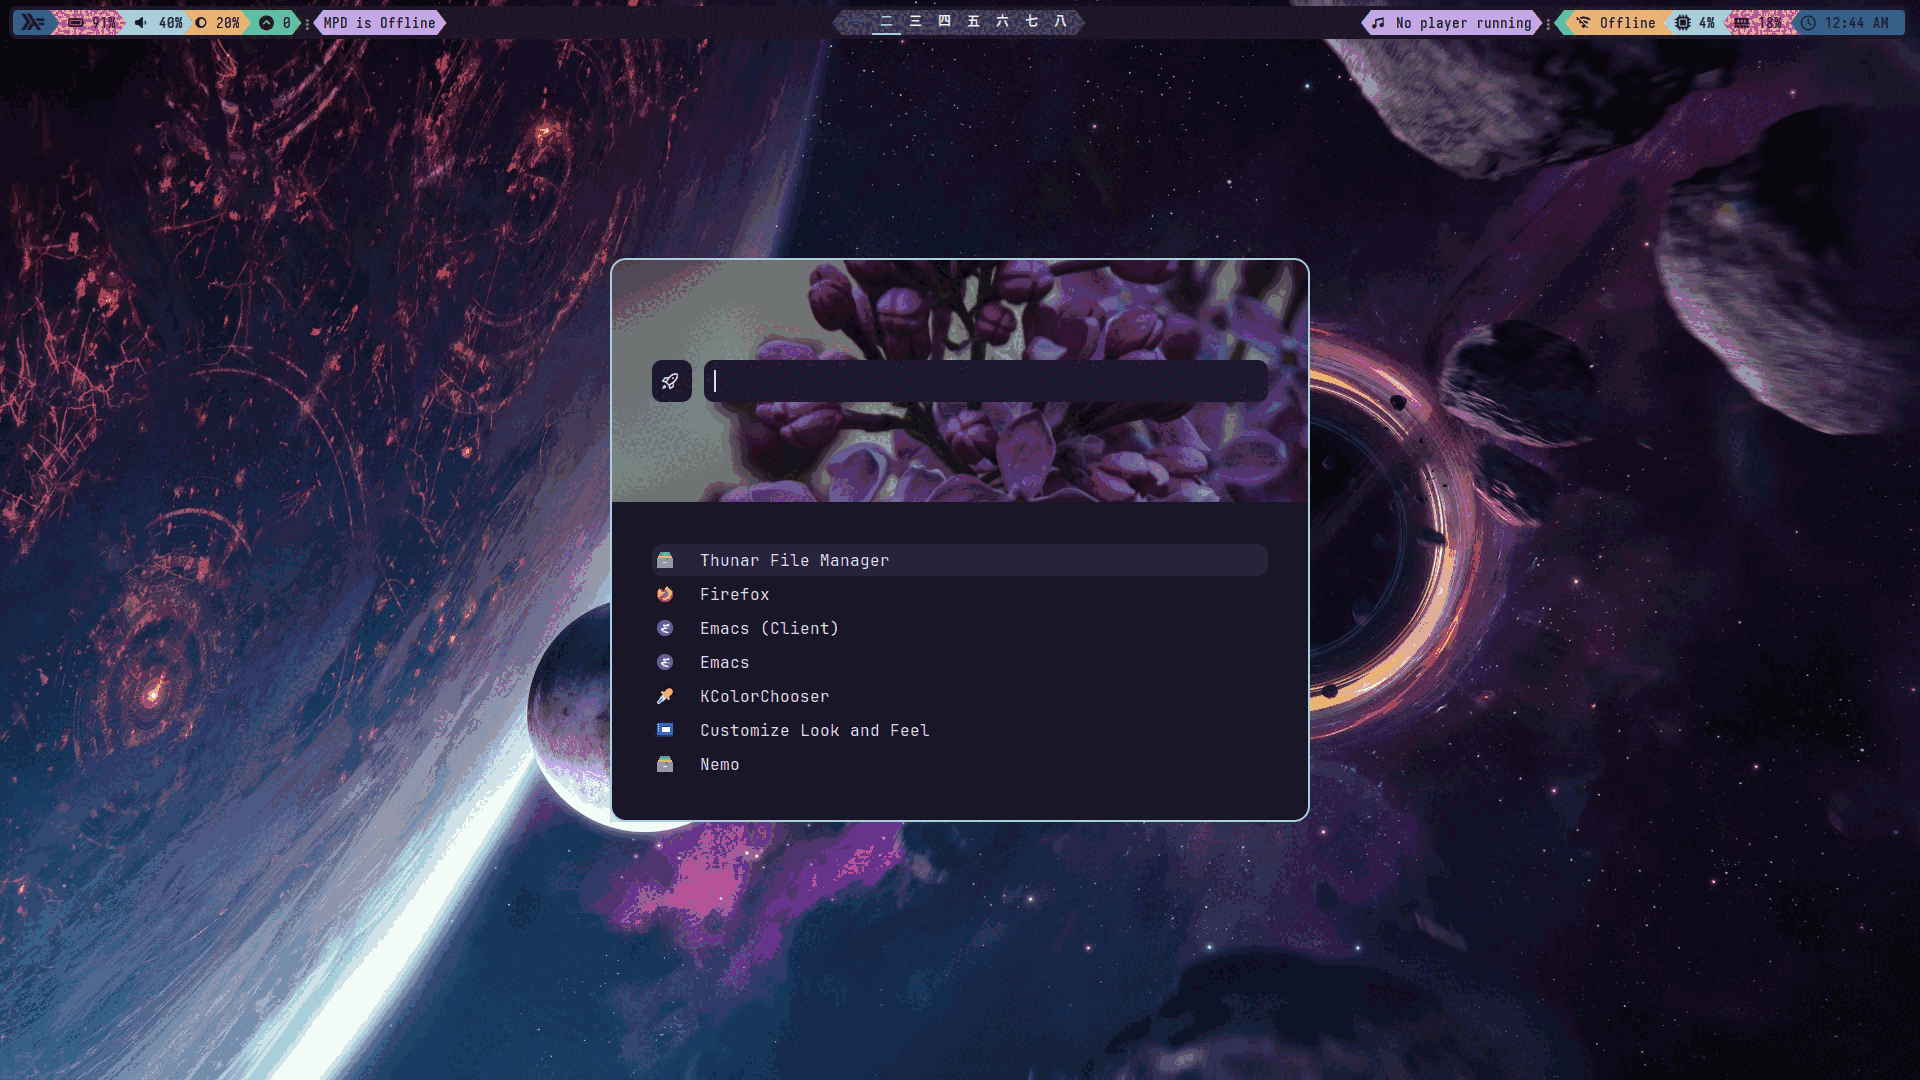 91% 40% 20% 0 MPD is Offline
二 三 四 五 六 七 八
No player running Offline 4% 18% 12:44 AM
Thunar File Manager
Firefox
Emacs (Client)
Emacs
KColorChooser
Customize Look and Feel
Nemo